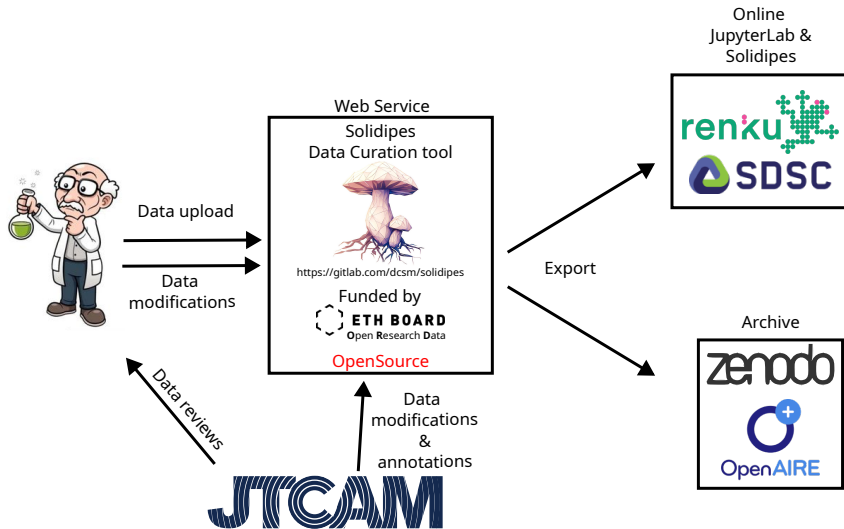 Online
JupyterLab &
Solidipes
renku
SDSC
Web Service
Solidipes
Data Curation tool
https://gitlab.com/dcsm/solidipes
Funded by
ETH BOARD
Open Research Data
OpenSource
Data upload
Data
modifications
Export
Archive
zenodo
OpenAIRE
Data reviews
Data
modifications
&
annotations
JTCAM